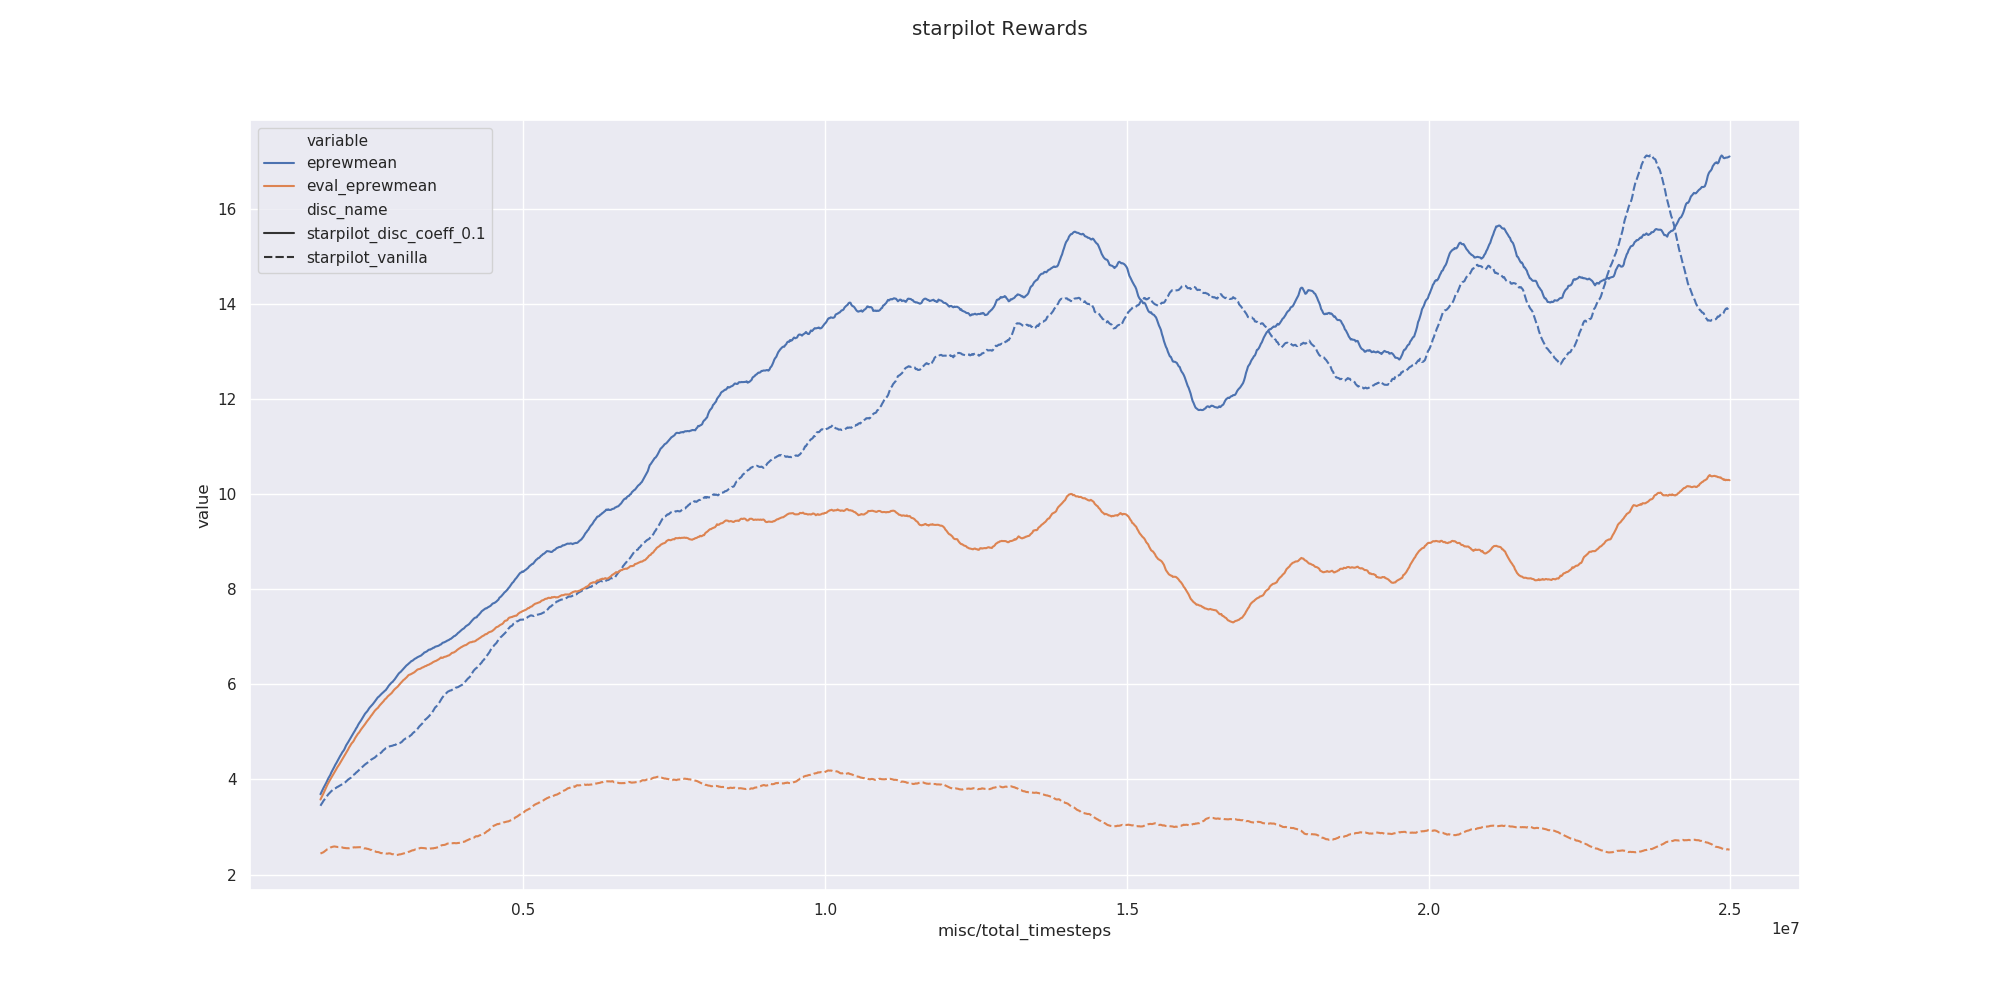 starpilot Rewards
variable
eprewmean
eval_eprewmean
disc_name
starpilot_disc_coeff_0.1
starpilot_vanilla
16
14
12
10
8
6
4
2
value
0.5 1.0 1.5 2.0 2.5
1e7
misc/total_timesteps